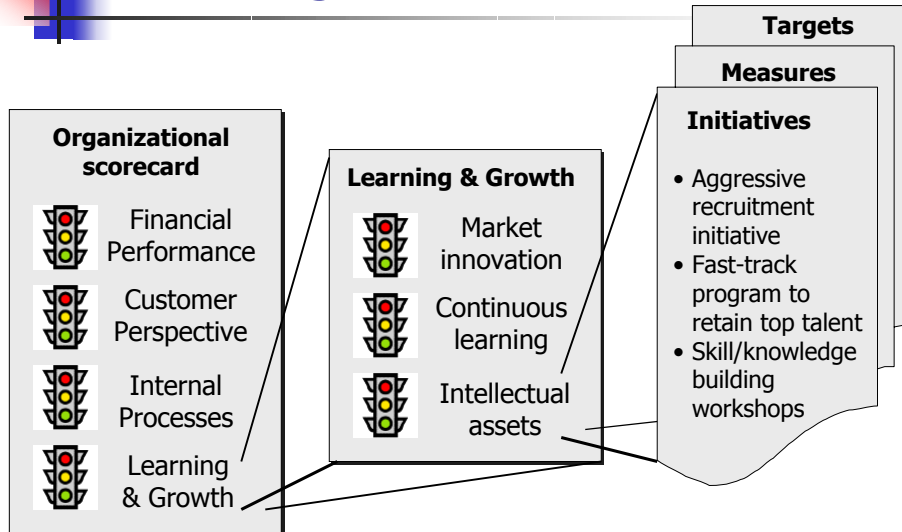 Organizational
scorecard
Financial
Performance
Customer
Perspective
Internal
Processes
Learning
& Growth
Learning & Growth
Market
innovation
Continuous
learning
Intellectual
assets
Targets
Measures
Initiatives
• Aggressive
recruitment
initiative
• Fast-track
program to
retain top talent
• Skill/knowledge
building
workshops